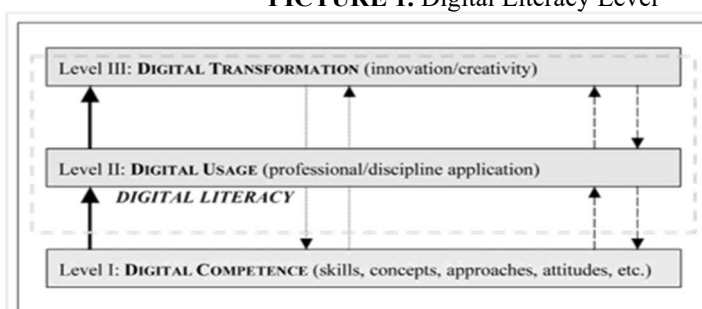 PICTURE 1. Digital Literacy Level
Level III: DIGITAL TRANSFORMATION (innovation/creativity)
Level II: DIGITAL USAGE (professional/discipline application)
DIGITAL LITERACY
Level I: DIGITAL COMPETENCE (skills, concepts, approaches, attitudes, etc.)